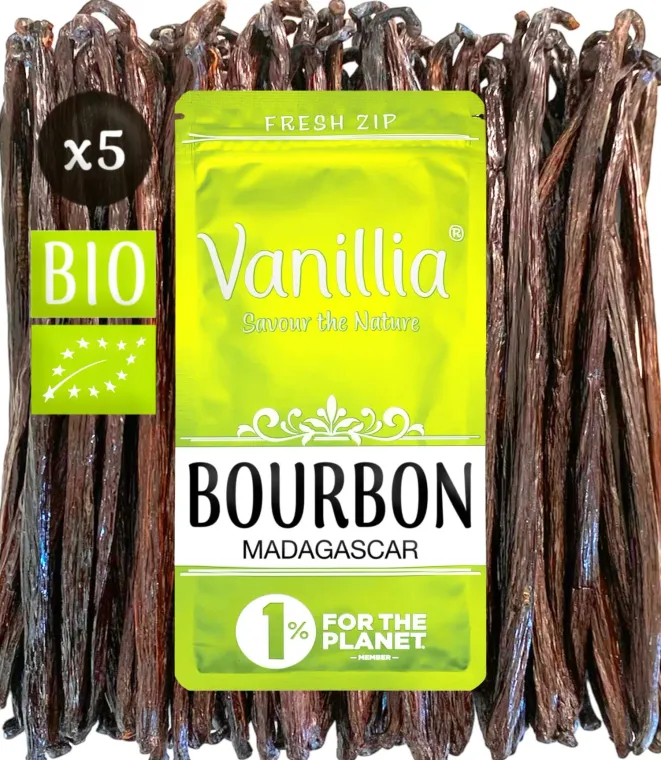 x5
BIO
FRESH ZIP
Vanillia®
Savour the Nature
BOURBON
MADAGASCAR
1%
FOR THE
PLANET.
MEMBER